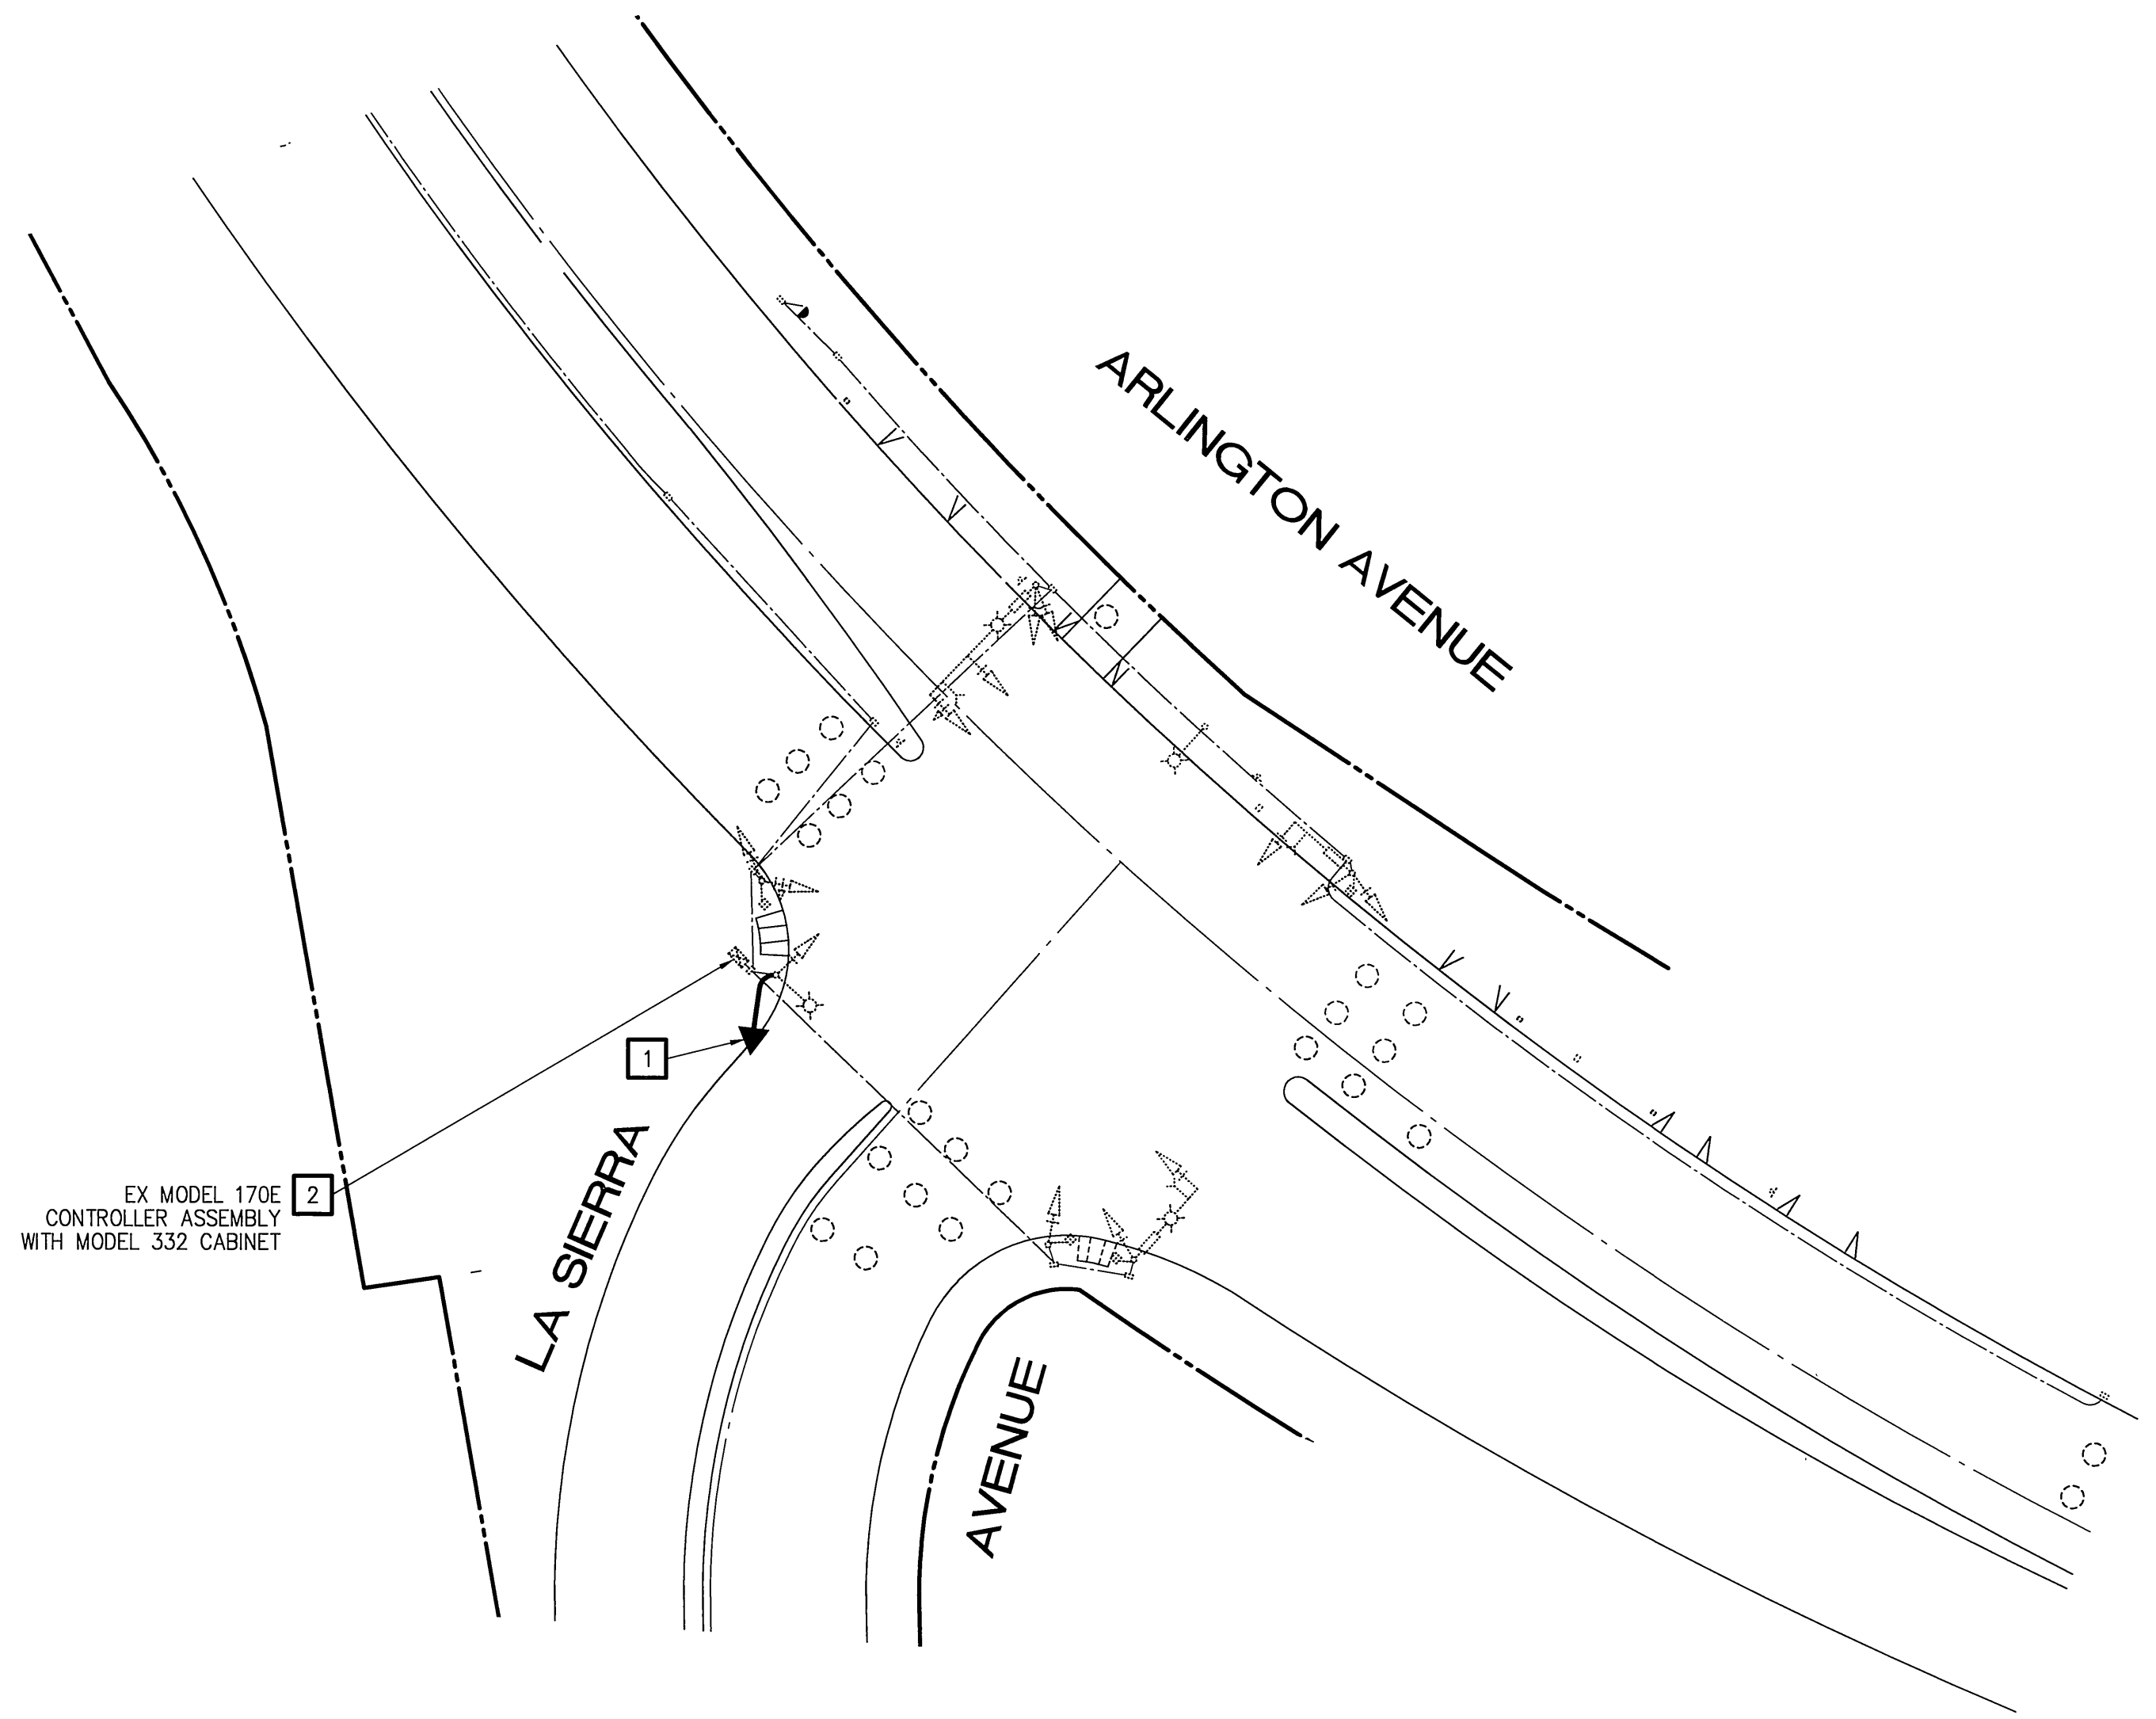 ARLINGTON AVENUE
1
EX MODEL 170E
CONTROLLER ASSEMBLY
WITH MODEL 332 CABINET
2
LA SIERRA
AVENUE